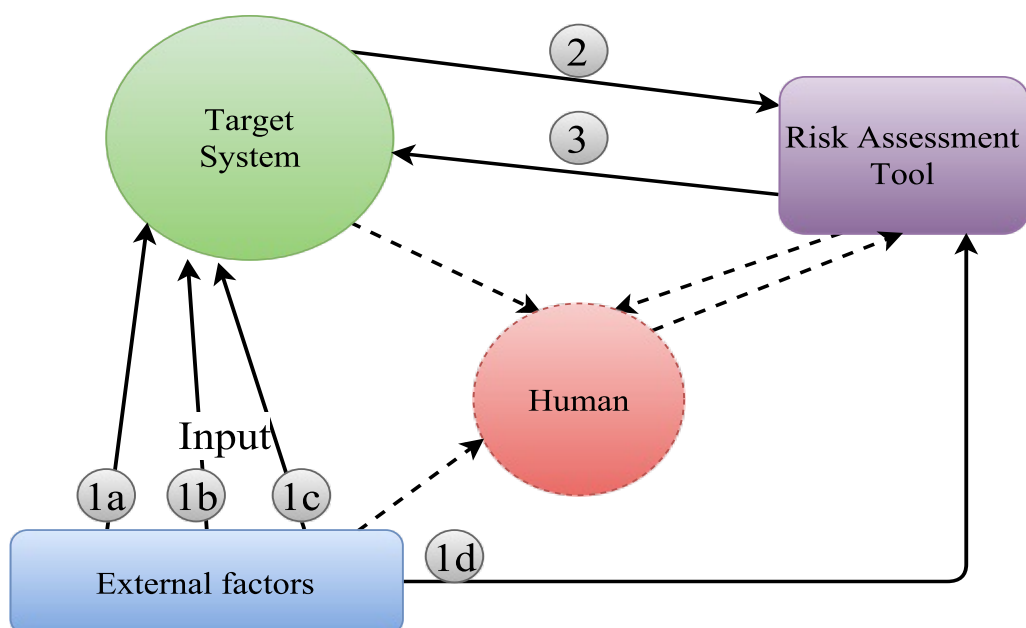 2
Target
System
3
Risk Assessment
Tool
Human
Input
1a
1b
1c
1d
External factors